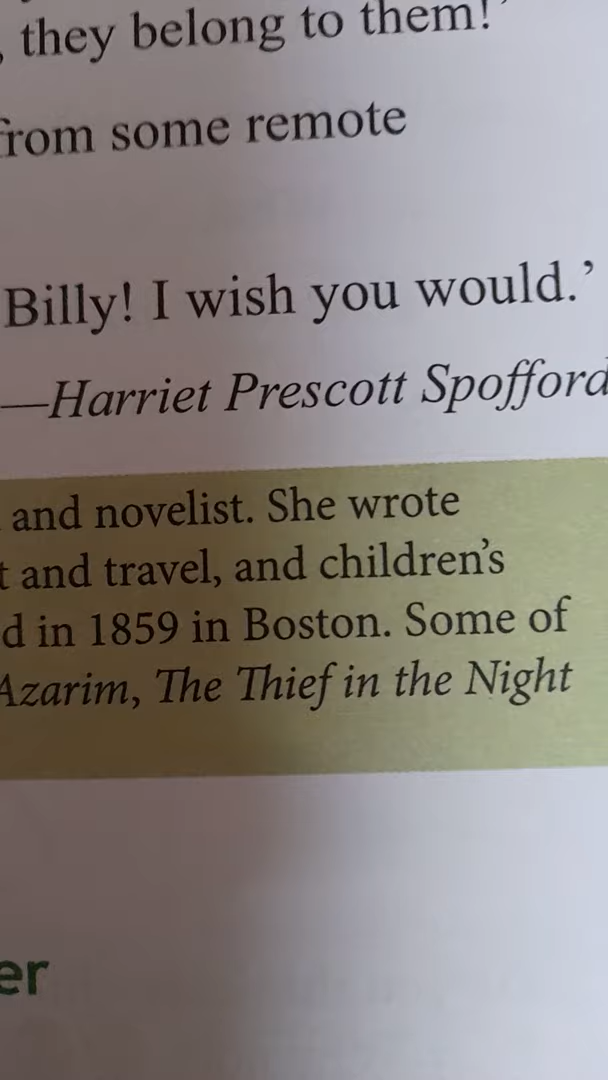 , they belong to them!’
from some remote
Billy! I wish you would.’
—Harriet Prescott Spofford
and novelist. She wrote
t and travel, and children’s
d in 1859 in Boston. Some of
Azarim, The Thief in the Night
er